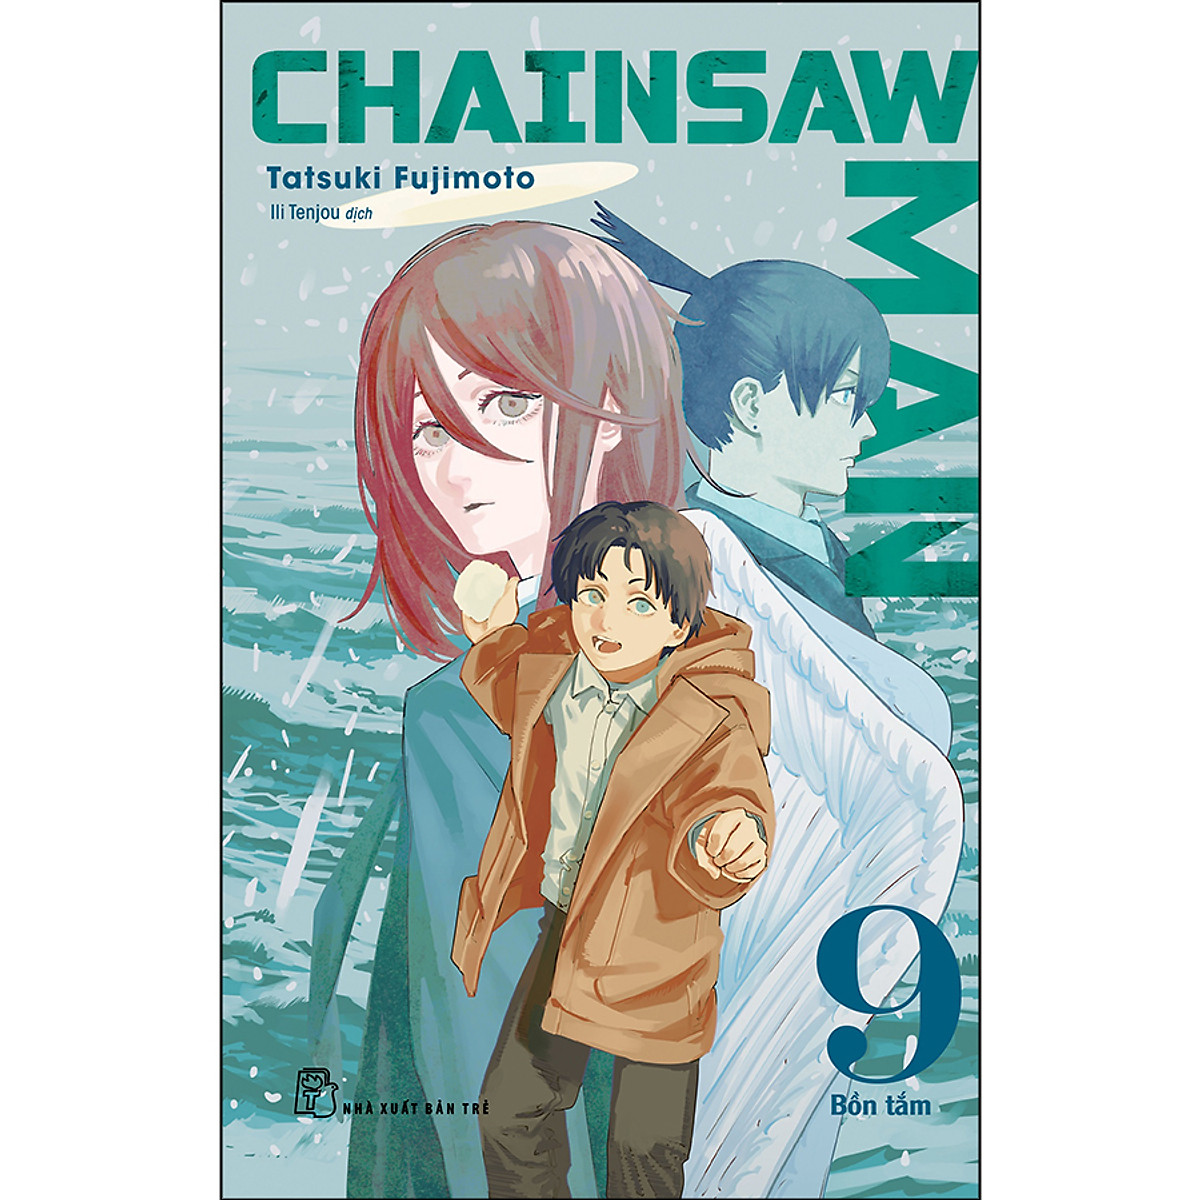 CHAINSAW
MAN
Tatsuki Fujimoto
Ili Tenjou dịch
9
Bồn tắm
NHÀ XUẤT BẢN TRẺ